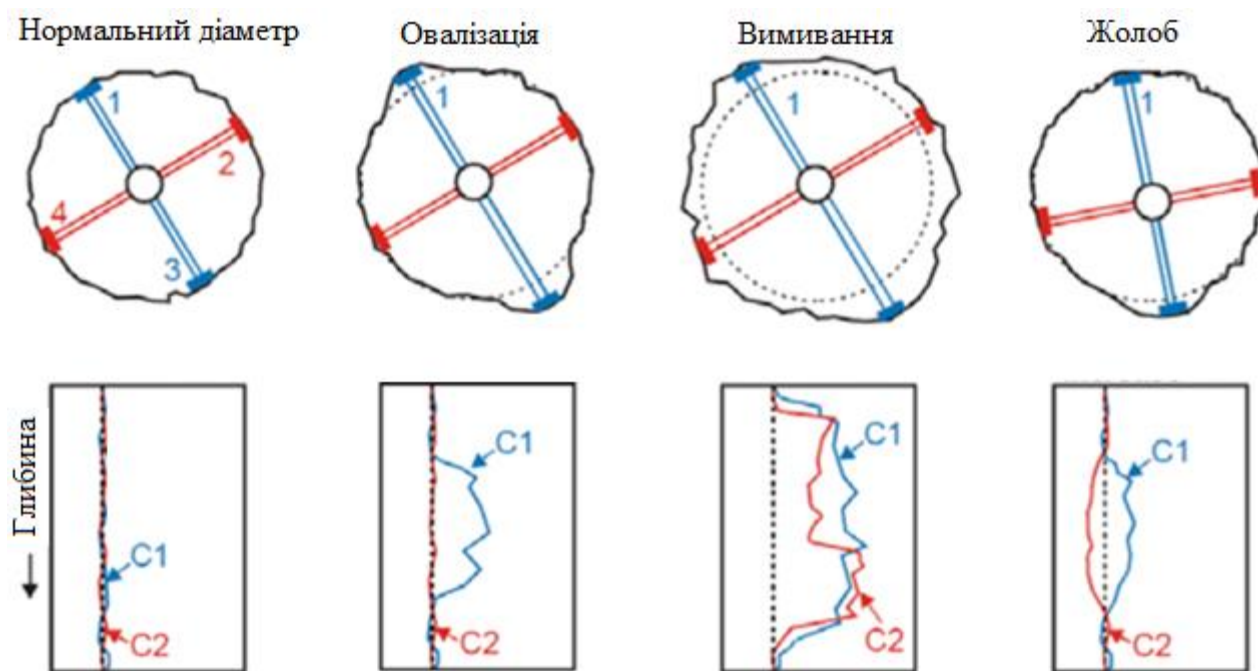 Нормальний діаметр
Овалізація
Вимивання
Жолоб
1
2
3
4
1
1
1
Глибина
C1
C2
C1
C2
C1
C2
C1
C2